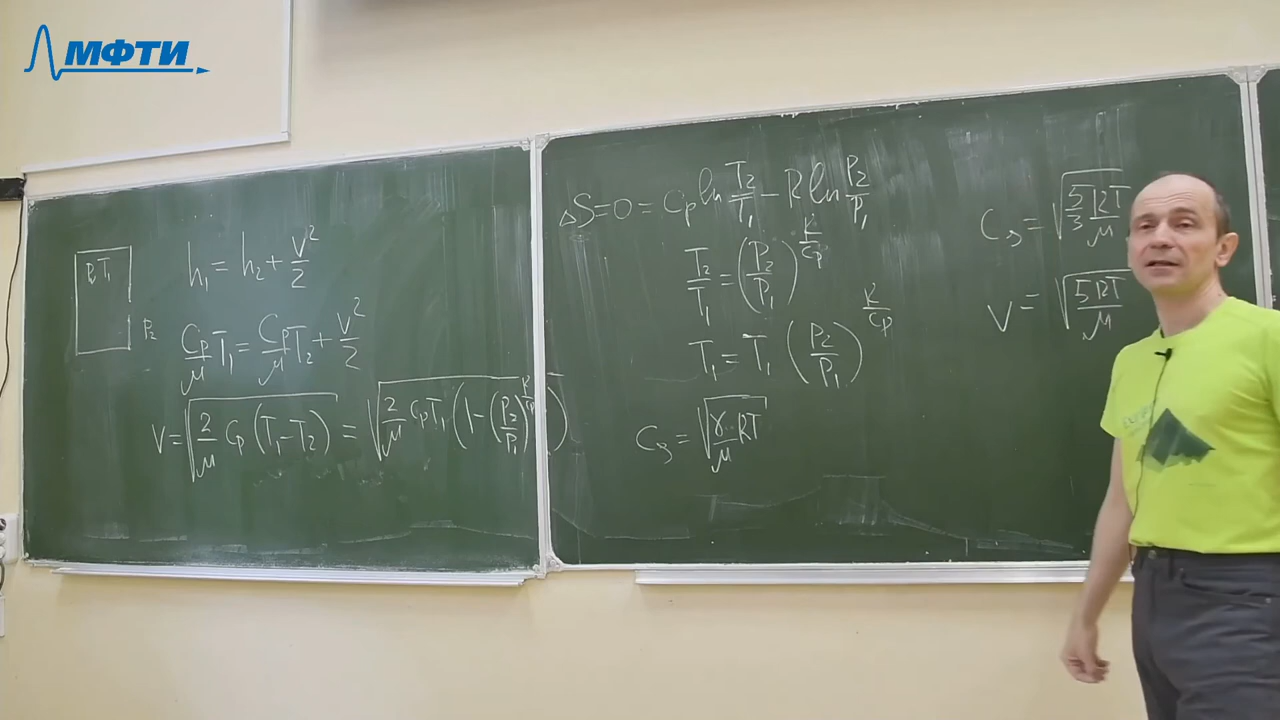 МФТИ
P₁T₁
P₂
h₁ = h₂ + v²/2
Cp/μ T₁ = Cp/μ T₂ + v²/2
v = √(2/μ Cp (T₁ − T₂)) = √(2/μ CpT₁ (1 − (P₂/P₁)^(R/Cp)))
ΔS = 0 = Cp ln T₂/T₁ − R ln P₂/P₁
T₂/T₁ = (P₂/P₁)^(R/Cp)
T₁ = T₁ (P₂/P₁)^(R/Cp)
Cз = √(γ/μ RT)
Cз = √(5/3 RT/μ)
v = √(5RT/μ)